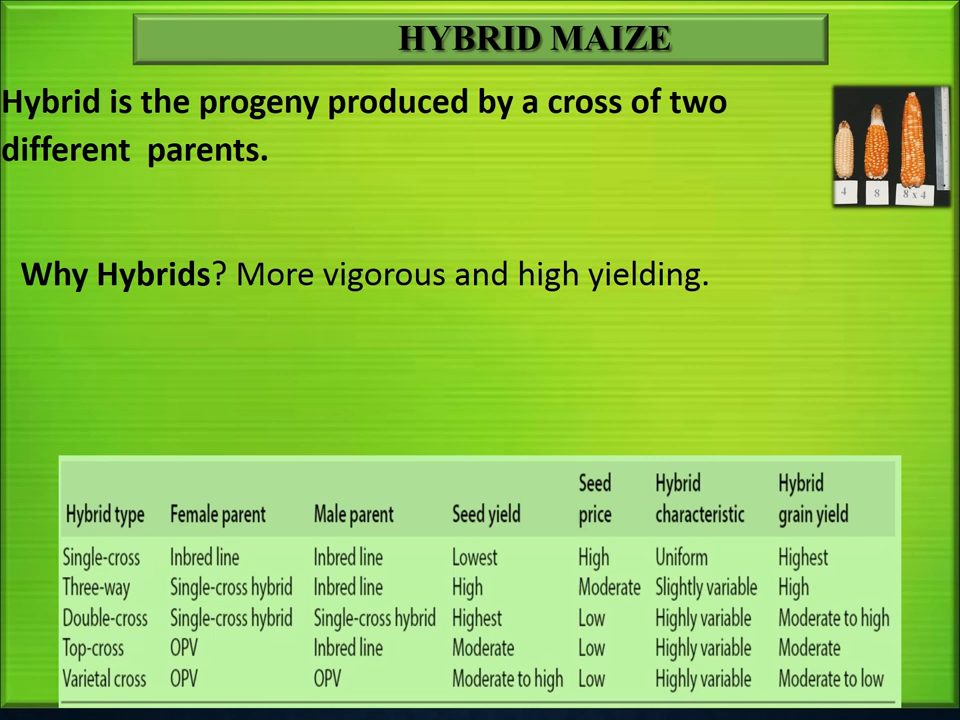 HYBRID MAIZE
Hybrid is the progeny produced by a cross of two
different parents.
4 8 8 x 4
Why Hybrids? More vigorous and high yielding.
Hybrid type Female parent Male parent Seed yield Seed price Hybrid characteristic Hybrid grain yield
Single-cross Inbred line Inbred line Lowest High Uniform Highest
Three-way Single-cross hybrid Inbred line High Moderate Slightly variable High
Double-cross Single-cross hybrid Single-cross hybrid Highest Low Highly variable Moderate to high
Top-cross OPV Inbred line Moderate Low Highly variable Moderate
Varietal cross OPV OPV Moderate to high Low Highly variable Moderate to low